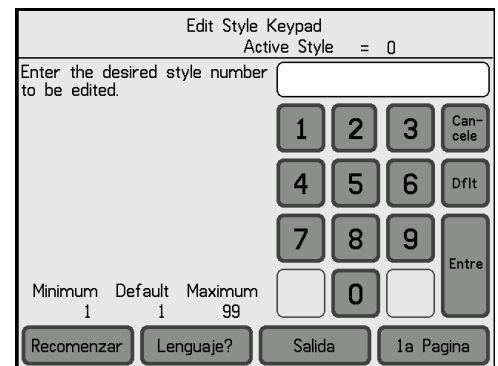 Edit Style Keypad
Active Style = 0
Enter the desired style number
to be edited.
1 2 3 Can-
cele
4 5 6 Dflt
7 8 9
Entre
0
Minimum Default Maximum
1 1 99
Recomenzar Lenguaje? Salida 1a Pagina